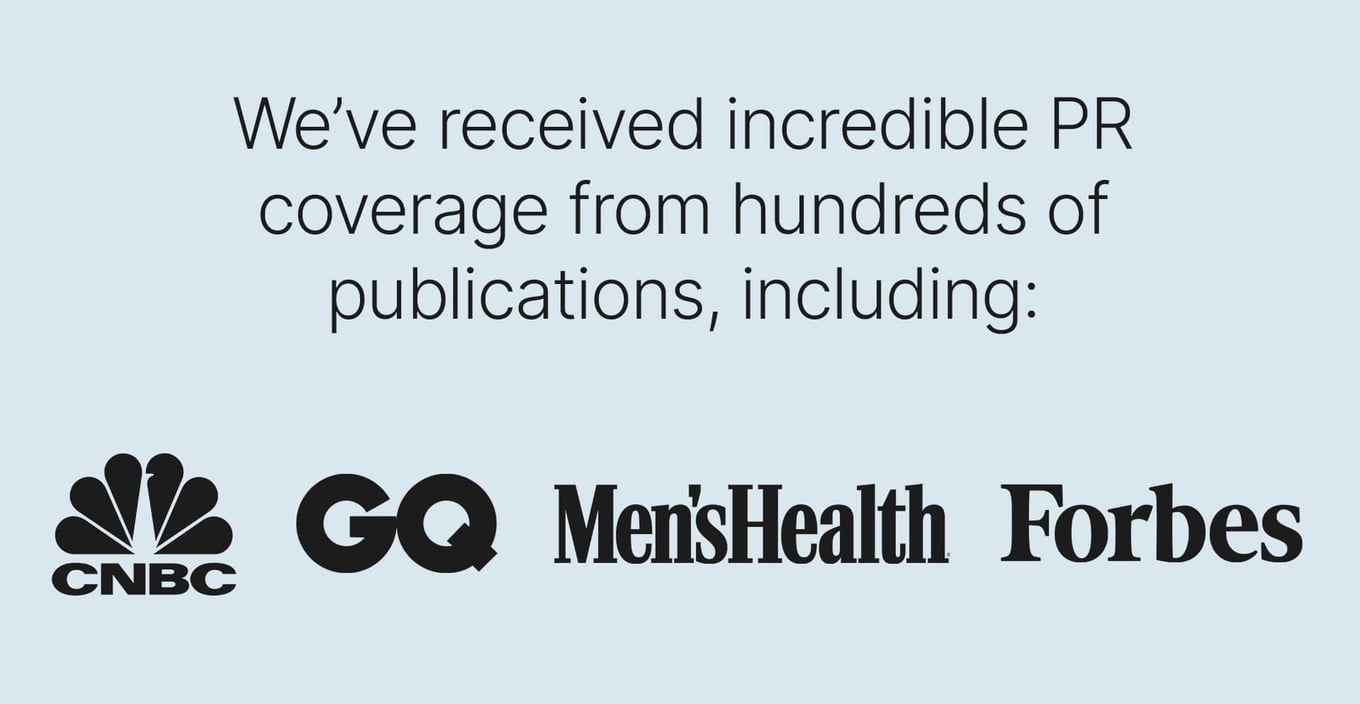 We’ve received incredible PR
coverage from hundreds of
publications, including:
CNBC
GQ
Men'sHealth
Forbes